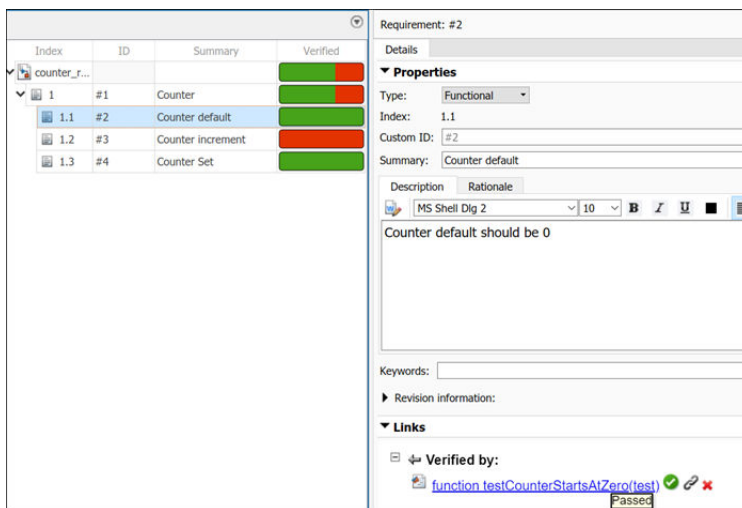 Index ID Summary Verified
counter_r...
1 #1 Counter
1.1 #2 Counter default
1.2 #3 Counter increment
1.3 #4 Counter Set
Requirement: #2
Details
Properties
Type: Functional
Index: 1.1
Custom ID: #2
Summary: Counter default
Description Rationale
MS Shell Dlg 2 10 B I U
Counter default should be 0
Keywords:
Revision information:
Links
Verified by:
function testCounterStartsAtZero(test)
Passed